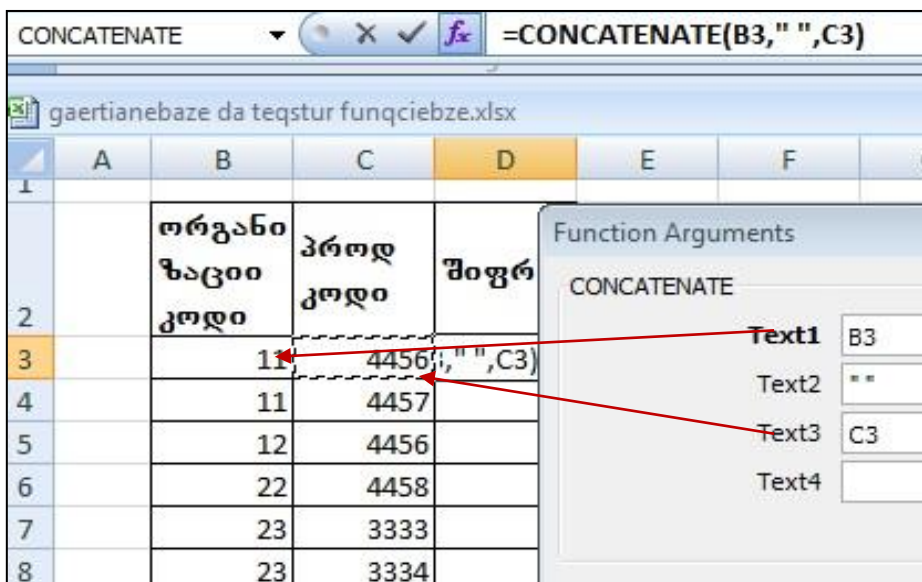 CONCATENATE =CONCATENATE(B3," ",C3)
gaertianebaze da teqstur funqciebze.xlsx
A B C D E F
1
2 ორგანი პროდ შიფრ
ზაციი კოდი
კოდი
Function Arguments
CONCATENATE
Text1 B3
Text2 " "
Text3 C3
Text4
3 11 4456 ," ",C3)
4 11 4457
5 12 4456
6 22 4458
7 23 3333
8 23 3334